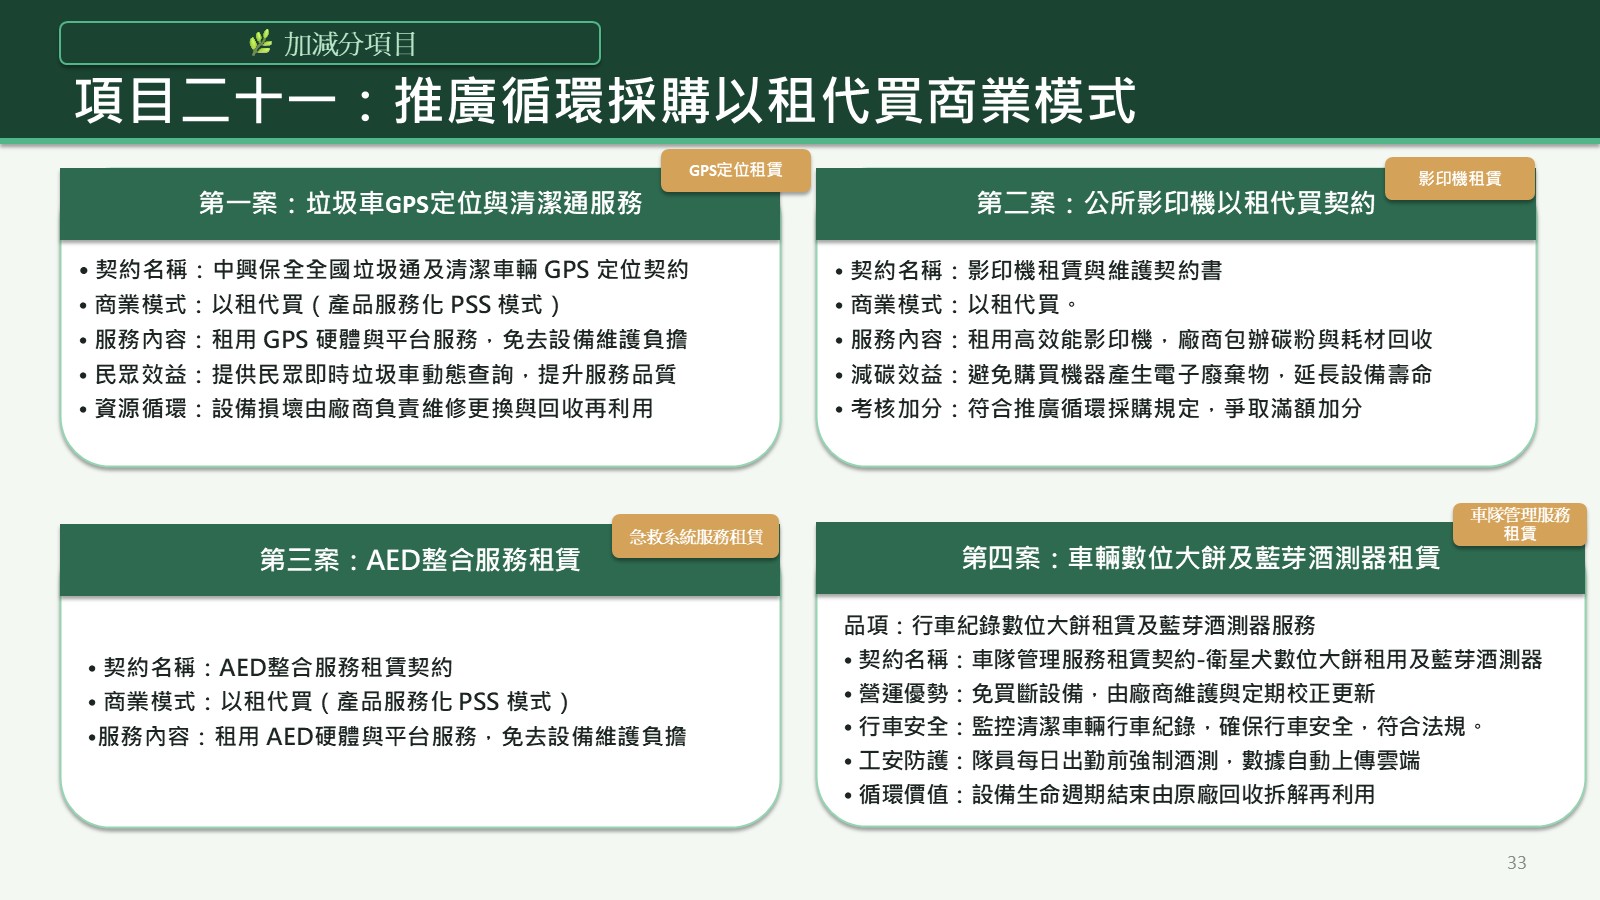 🌿 加減分項目
項目二十一：推廣循環採購以租代買商業模式
GPS定位租賃
第一案：垃圾車GPS定位與清潔通服務
• 契約名稱：中興保全全國垃圾通及清潔車輛 GPS 定位契約
• 商業模式：以租代買（產品服務化 PSS 模式）
• 服務內容：租用 GPS 硬體與平台服務，免去設備維護負擔
• 民眾效益：提供民眾即時垃圾車動態查詢，提升服務品質
• 資源循環：設備損壞由廠商負責維修更換與回收再利用
影印機租賃
第二案：公所影印機以租代買契約
• 契約名稱：影印機租賃與維護契約書
• 商業模式：以租代買。
• 服務內容：租用高效能影印機，廠商包辦碳粉與耗材回收
• 減碳效益：避免購買機器產生電子廢棄物，延長設備壽命
• 考核加分：符合推廣循環採購規定，爭取滿額加分
急救系統服務租賃
第三案：AED整合服務租賃
• 契約名稱：AED整合服務租賃契約
• 商業模式：以租代買（產品服務化 PSS 模式）
•服務內容：租用 AED硬體與平台服務，免去設備維護負擔
車隊管理服務
租賃
第四案：車輛數位大餅及藍芽酒測器租賃
品項：行車紀錄數位大餅租賃及藍芽酒測器服務
• 契約名稱：車隊管理服務租賃契約-衛星犬數位大餅租用及藍芽酒測器
• 營運優勢：免買斷設備，由廠商維護與定期校正更新
• 行車安全：監控清潔車輛行車紀錄，確保行車安全，符合法規。
• 工安防護：隊員每日出勤前強制酒測，數據自動上傳雲端
• 循環價值：設備生命週期結束由原廠回收拆解再利用
33